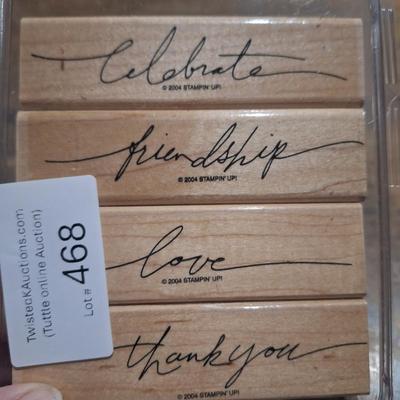 Celebrate
© 2004 STAMPIN' UP!
friendship
© 2004 STAMPIN' UP!
love
© 2004 STAMPIN' UP!
thank you
© 2004 STAMPIN' UP!
TwistedKAuctions.com
(Tuttle online Auction)
Lot # 468